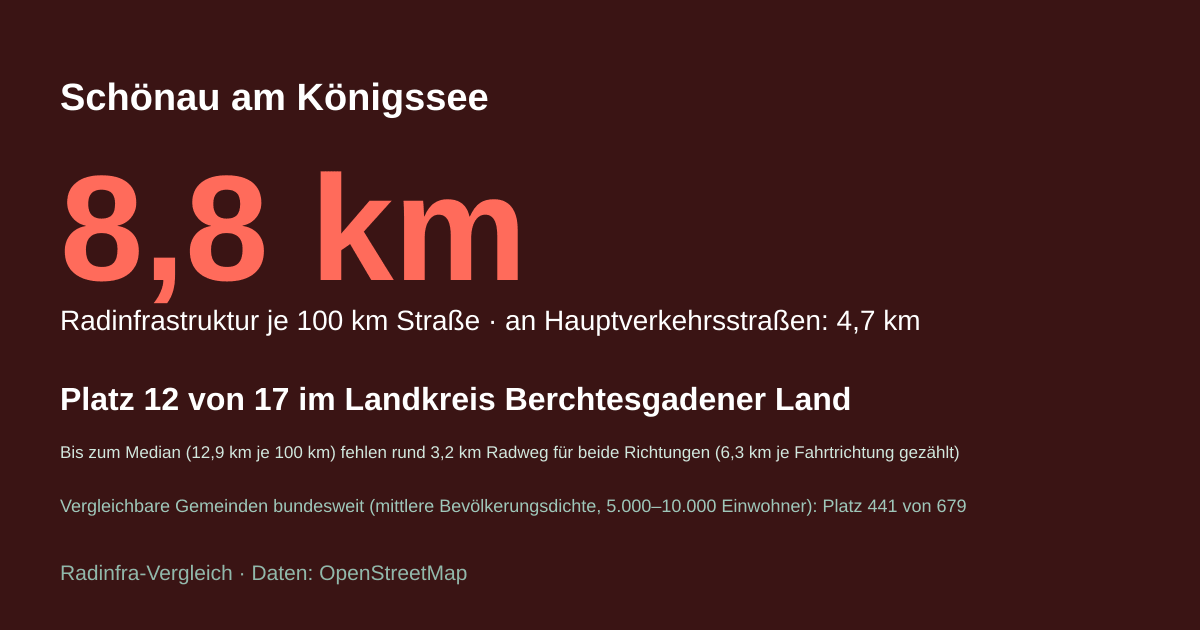 Schönau am Königssee
8,8 km
Radinfrastruktur je 100 km Straße · an Hauptverkehrsstraßen: 4,7 km
Platz 12 von 17 im Landkreis Berchtesgadener Land
Bis zum Median (12,9 km je 100 km) fehlen rund 3,2 km Radweg für beide Richtungen (6,3 km je Fahrtrichtung gezählt)
Vergleichbare Gemeinden bundesweit (mittlere Bevölkerungsdichte, 5.000–10.000 Einwohner): Platz 441 von 679
Radinfra-Vergleich · Daten: OpenStreetMap